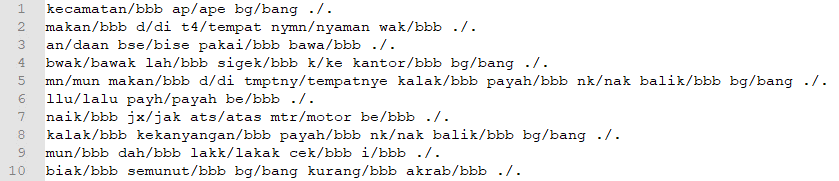 1 kecamatan/bbb ap/ape bg/bang ./.
2 makan/bbb d/di t4/tempat nymn/nyaman wak/bbb ./.
3 an/daan bse/bise pakai/bbb bawa/bbb ./.
4 bwak/bawak lah/bbb sigek/bbb k/ke kantor/bbb bg/bang ./.
5 mn/mun makan/bbb d/di tmptny/tempatnye kalak/bbb payah/bbb nk/nak balik/bbb bg/bang ./.
6 llu/lalu payh/payah be/bbb ./.
7 naik/bbb jx/jak ats/atas mtr/motor be/bbb ./.
8 kalak/bbb kekanyangan/bbb payah/bbb nk/nak balik/bbb bg/bang ./.
9 mun/bbb dah/bbb lakk/lakak cek/bbb i/bbb ./.
10 biak/bbb semunut/bbb bg/bang kurang/bbb akrab/bbb ./.